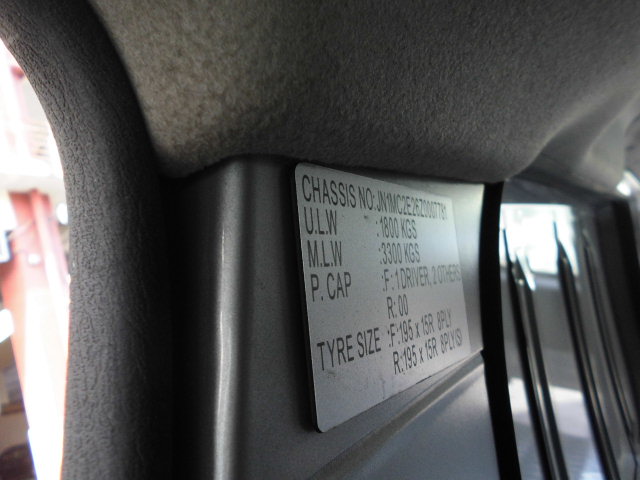 CHASSIS NO: JN1MC2E26Z0007781
U.L.W :1800 KGS
M.L.W :3300 KGS
P. CAP :F: 1 DRIVER, 2 OTHERS
R: 00
TYRE SIZE :F:195 x 15R 8PLY
R:195 x 15R 8PLY(S)